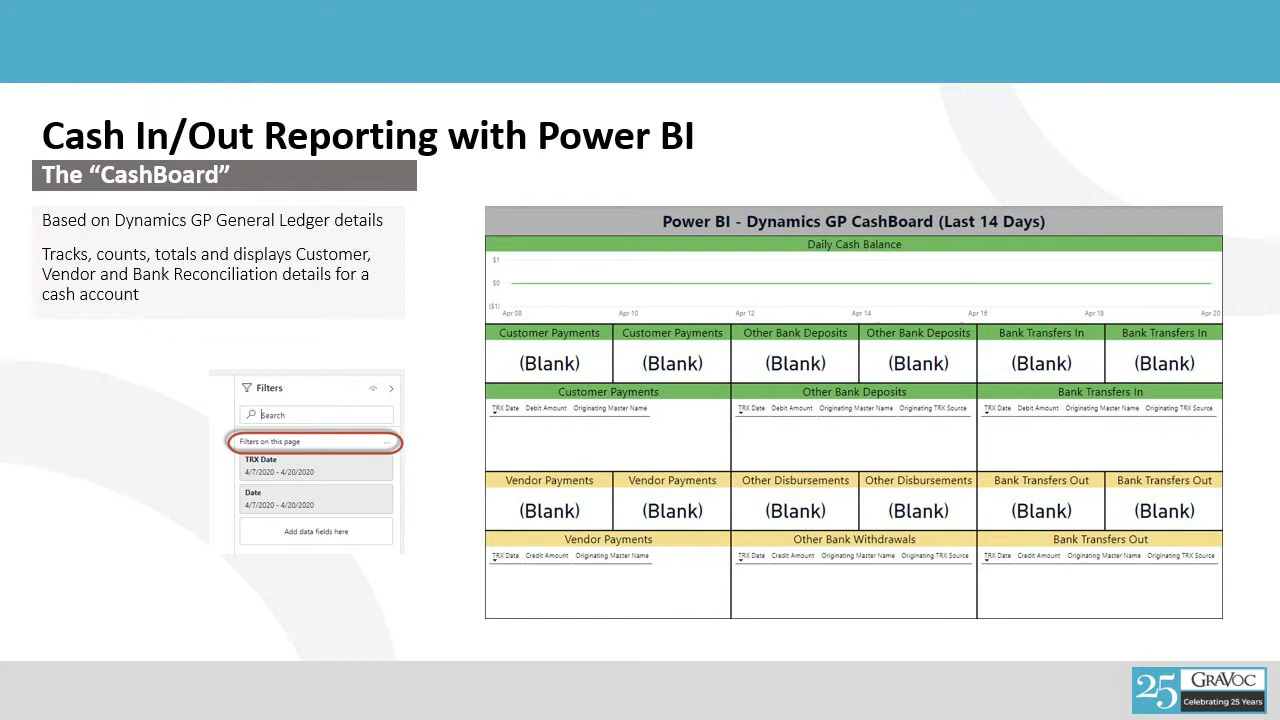 Cash In/Out Reporting with Power BI
The “CashBoard”
Based on Dynamics GP General Ledger details
Tracks, counts, totals and displays Customer,
Vendor and Bank Reconciliation details for a
cash account
Filters
Search
Filters on this page ...
TRX Date
4/7/2020 - 4/20/2020
Date
4/7/2020 - 4/20/2020
Add data fields here
Power BI - Dynamics GP CashBoard (Last 14 Days)
Daily Cash Balance
$1
$0
($1)
Apr 08 Apr 10 Apr 12 Apr 14 Apr 16 Apr 18 Apr 20
Customer Payments Customer Payments Other Bank Deposits Other Bank Deposits Bank Transfers In Bank Transfers In
(Blank) (Blank) (Blank) (Blank) (Blank) (Blank)
Customer Payments Other Bank Deposits Bank Transfers In
TRX Date Debit Amount Originating Master Name TRX Date Debit Amount Originating Master Name Originating TRX Source TRX Date Debit Amount Originating Master Name Originating TRX Source
Vendor Payments Vendor Payments Other Disbursements Other Disbursements Bank Transfers Out Bank Transfers Out
(Blank) (Blank) (Blank) (Blank) (Blank) (Blank)
Vendor Payments Other Bank Withdrawals Bank Transfers Out
TRX Date Credit Amount Originating Master Name TRX Date Credit Amount Originating Master Name Originating TRX Source TRX Date Credit Amount Originating Master Name Originating TRX Source
25 GRAVOC
Celebrating 25 Years